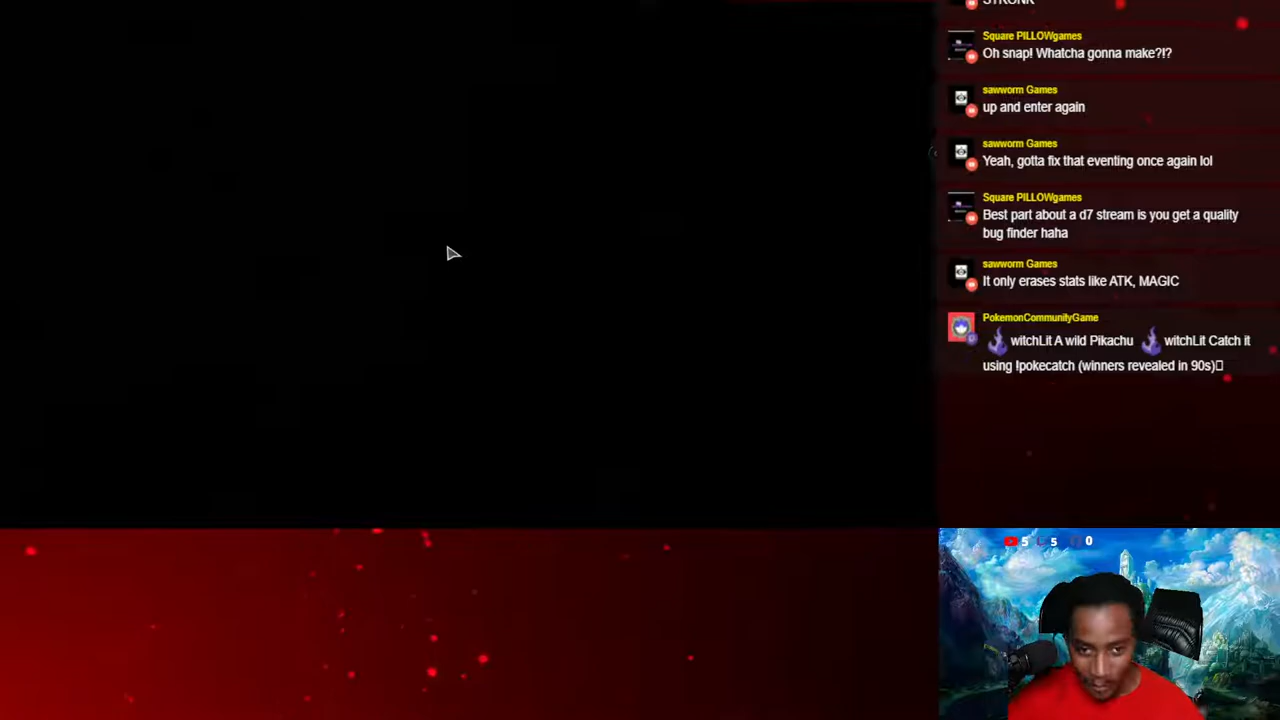 STRONK
Square PILLOWgames
Oh snap! Whatcha gonna make?!?
sawworm Games
up and enter again
sawworm Games
Yeah, gotta fix that eventing once again lol
Square PILLOWgames
Best part about a d7 stream is you get a quality
bug finder haha
sawworm Games
It only erases stats like ATK, MAGIC
PokemonCommunityGame
witchLit A wild Pikachu witchLit Catch it
using !pokecatch (winners revealed in 90s)
5 5 0